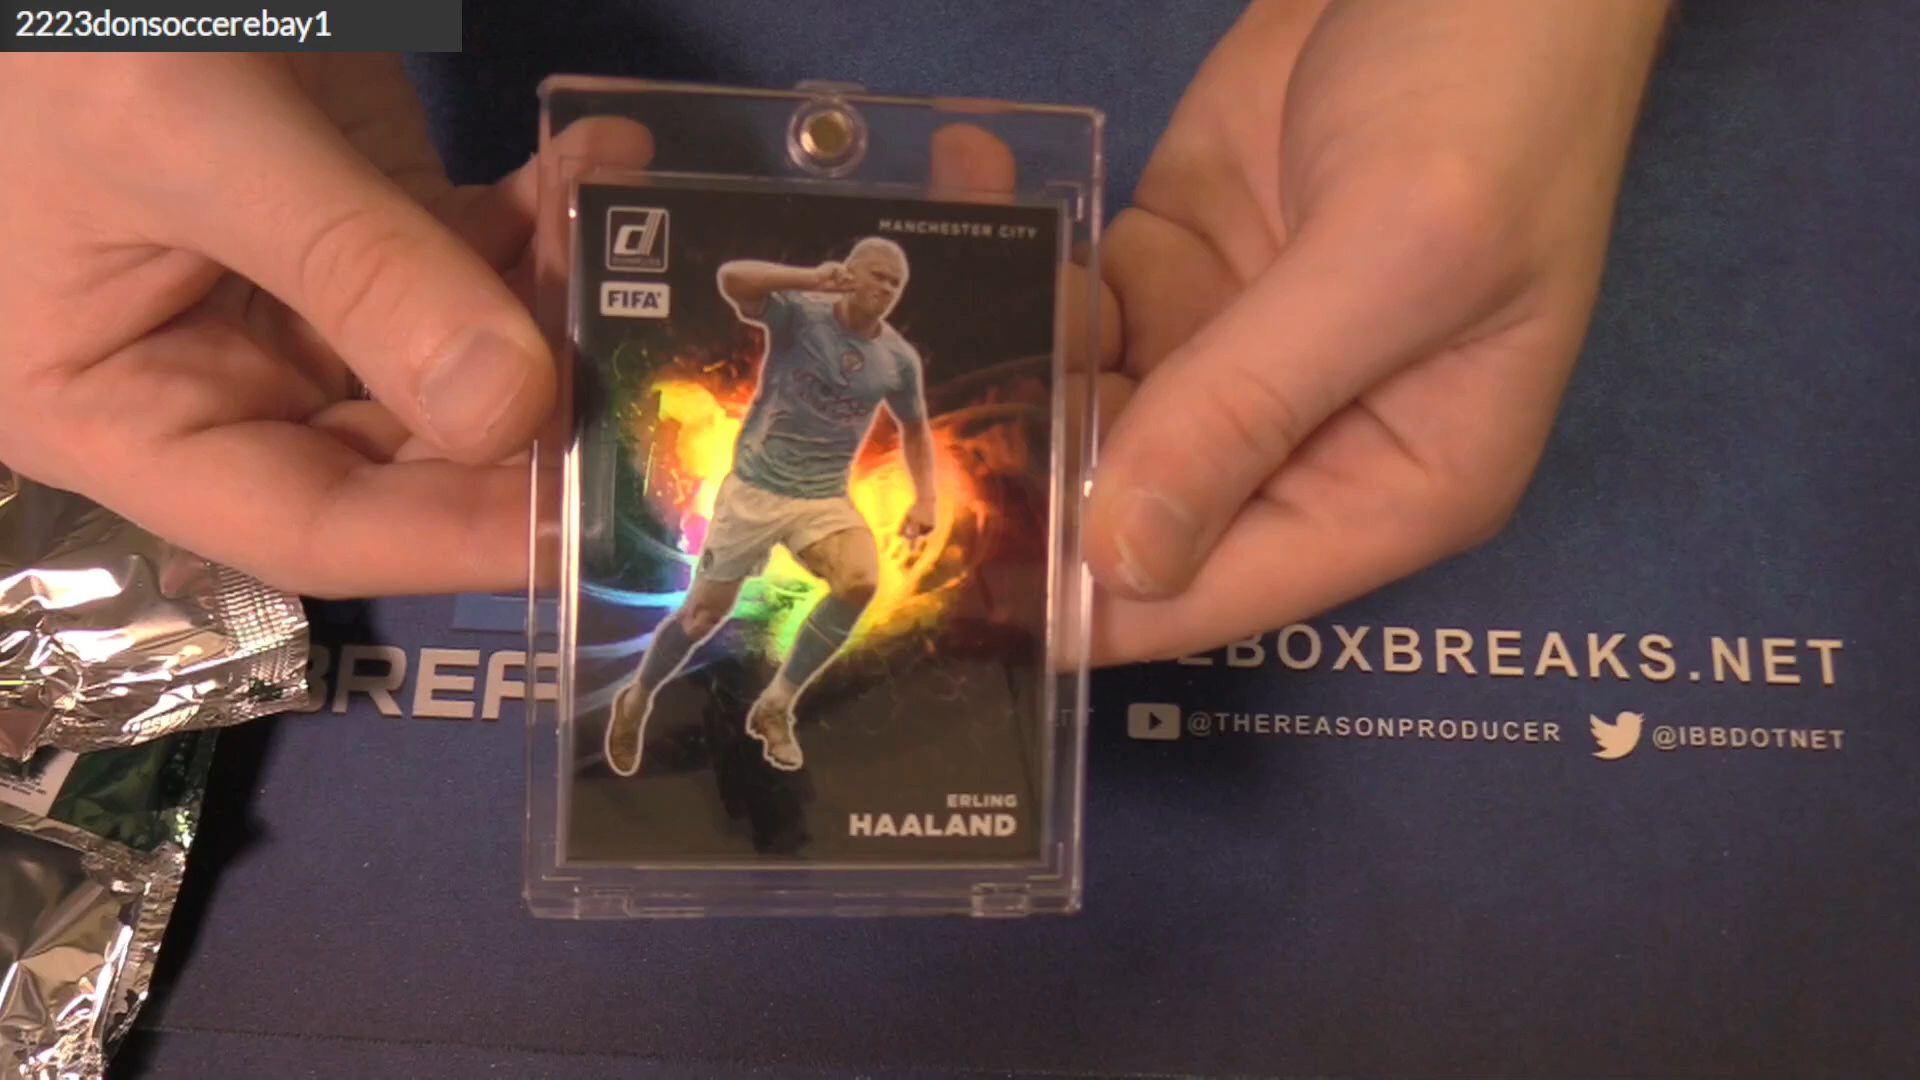 2223donsoccerebay1
MANCHESTER CITY
d
FIFA
ERLING
HAALAND
BOXBREAKS.NET
@THEREASONPRODUCER
@IBBDOTNET